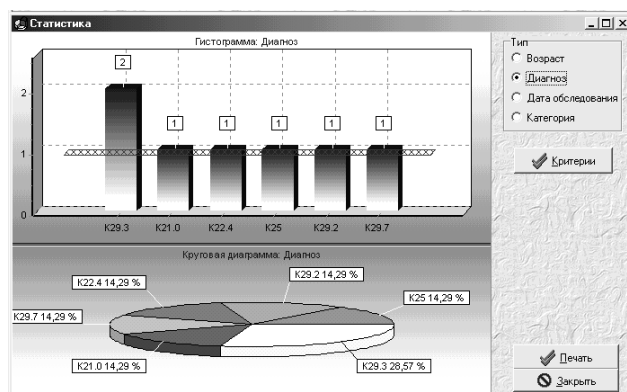 Статистика
Гистограмма: Диагноз
2
1 1 1 1 1
2
1
0
K29.3 K21.0 K22.4 K25 K29.2 K29.7
Круговая диаграмма: Диагноз
K29.2 14,29 %
K22.4 14,29 %
K25 14,29 %
K29.7 14,29 %
K21.0 14,29 %
K29.3 28,57 %
Тип
Возраст
Диагноз
Дата обследования
Категория
Критерии
Печать
Закрыть